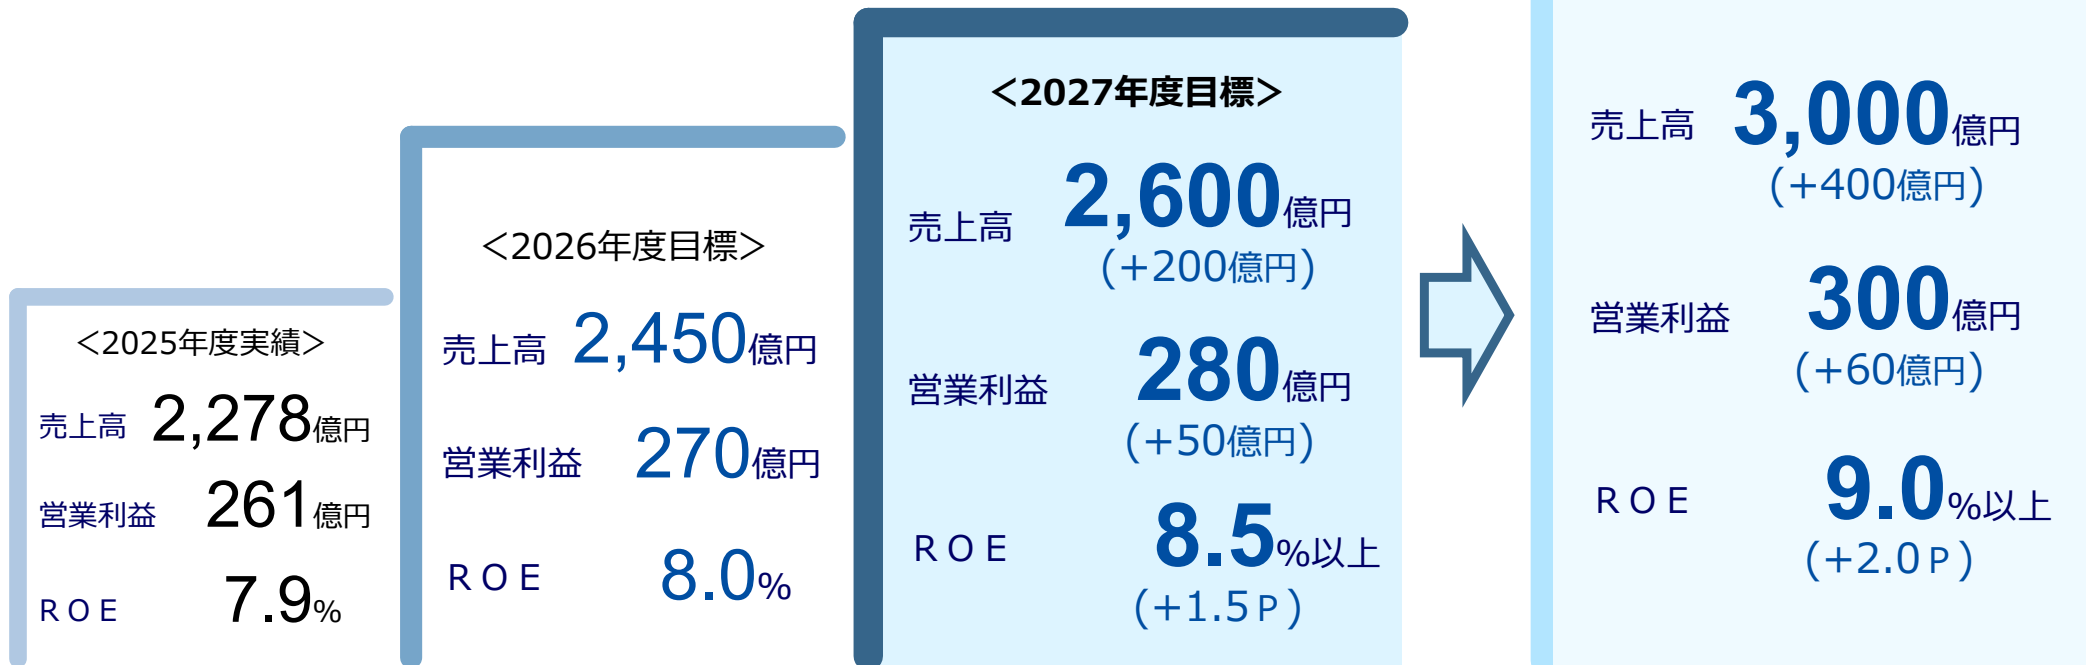 <2025年度実績>
売上高 2,278億円
営業利益 261億円
ROE 7.9%
<2026年度目標>
売上高 2,450億円
営業利益 270億円
ROE 8.0%
<2027年度目標>
売上高 2,600億円
(+200億円)
営業利益 280億円
(+50億円)
ROE 8.5%以上
(+1.5P)
売上高 3,000億円
(+400億円)
営業利益 300億円
(+60億円)
ROE 9.0%以上
(+2.0P)